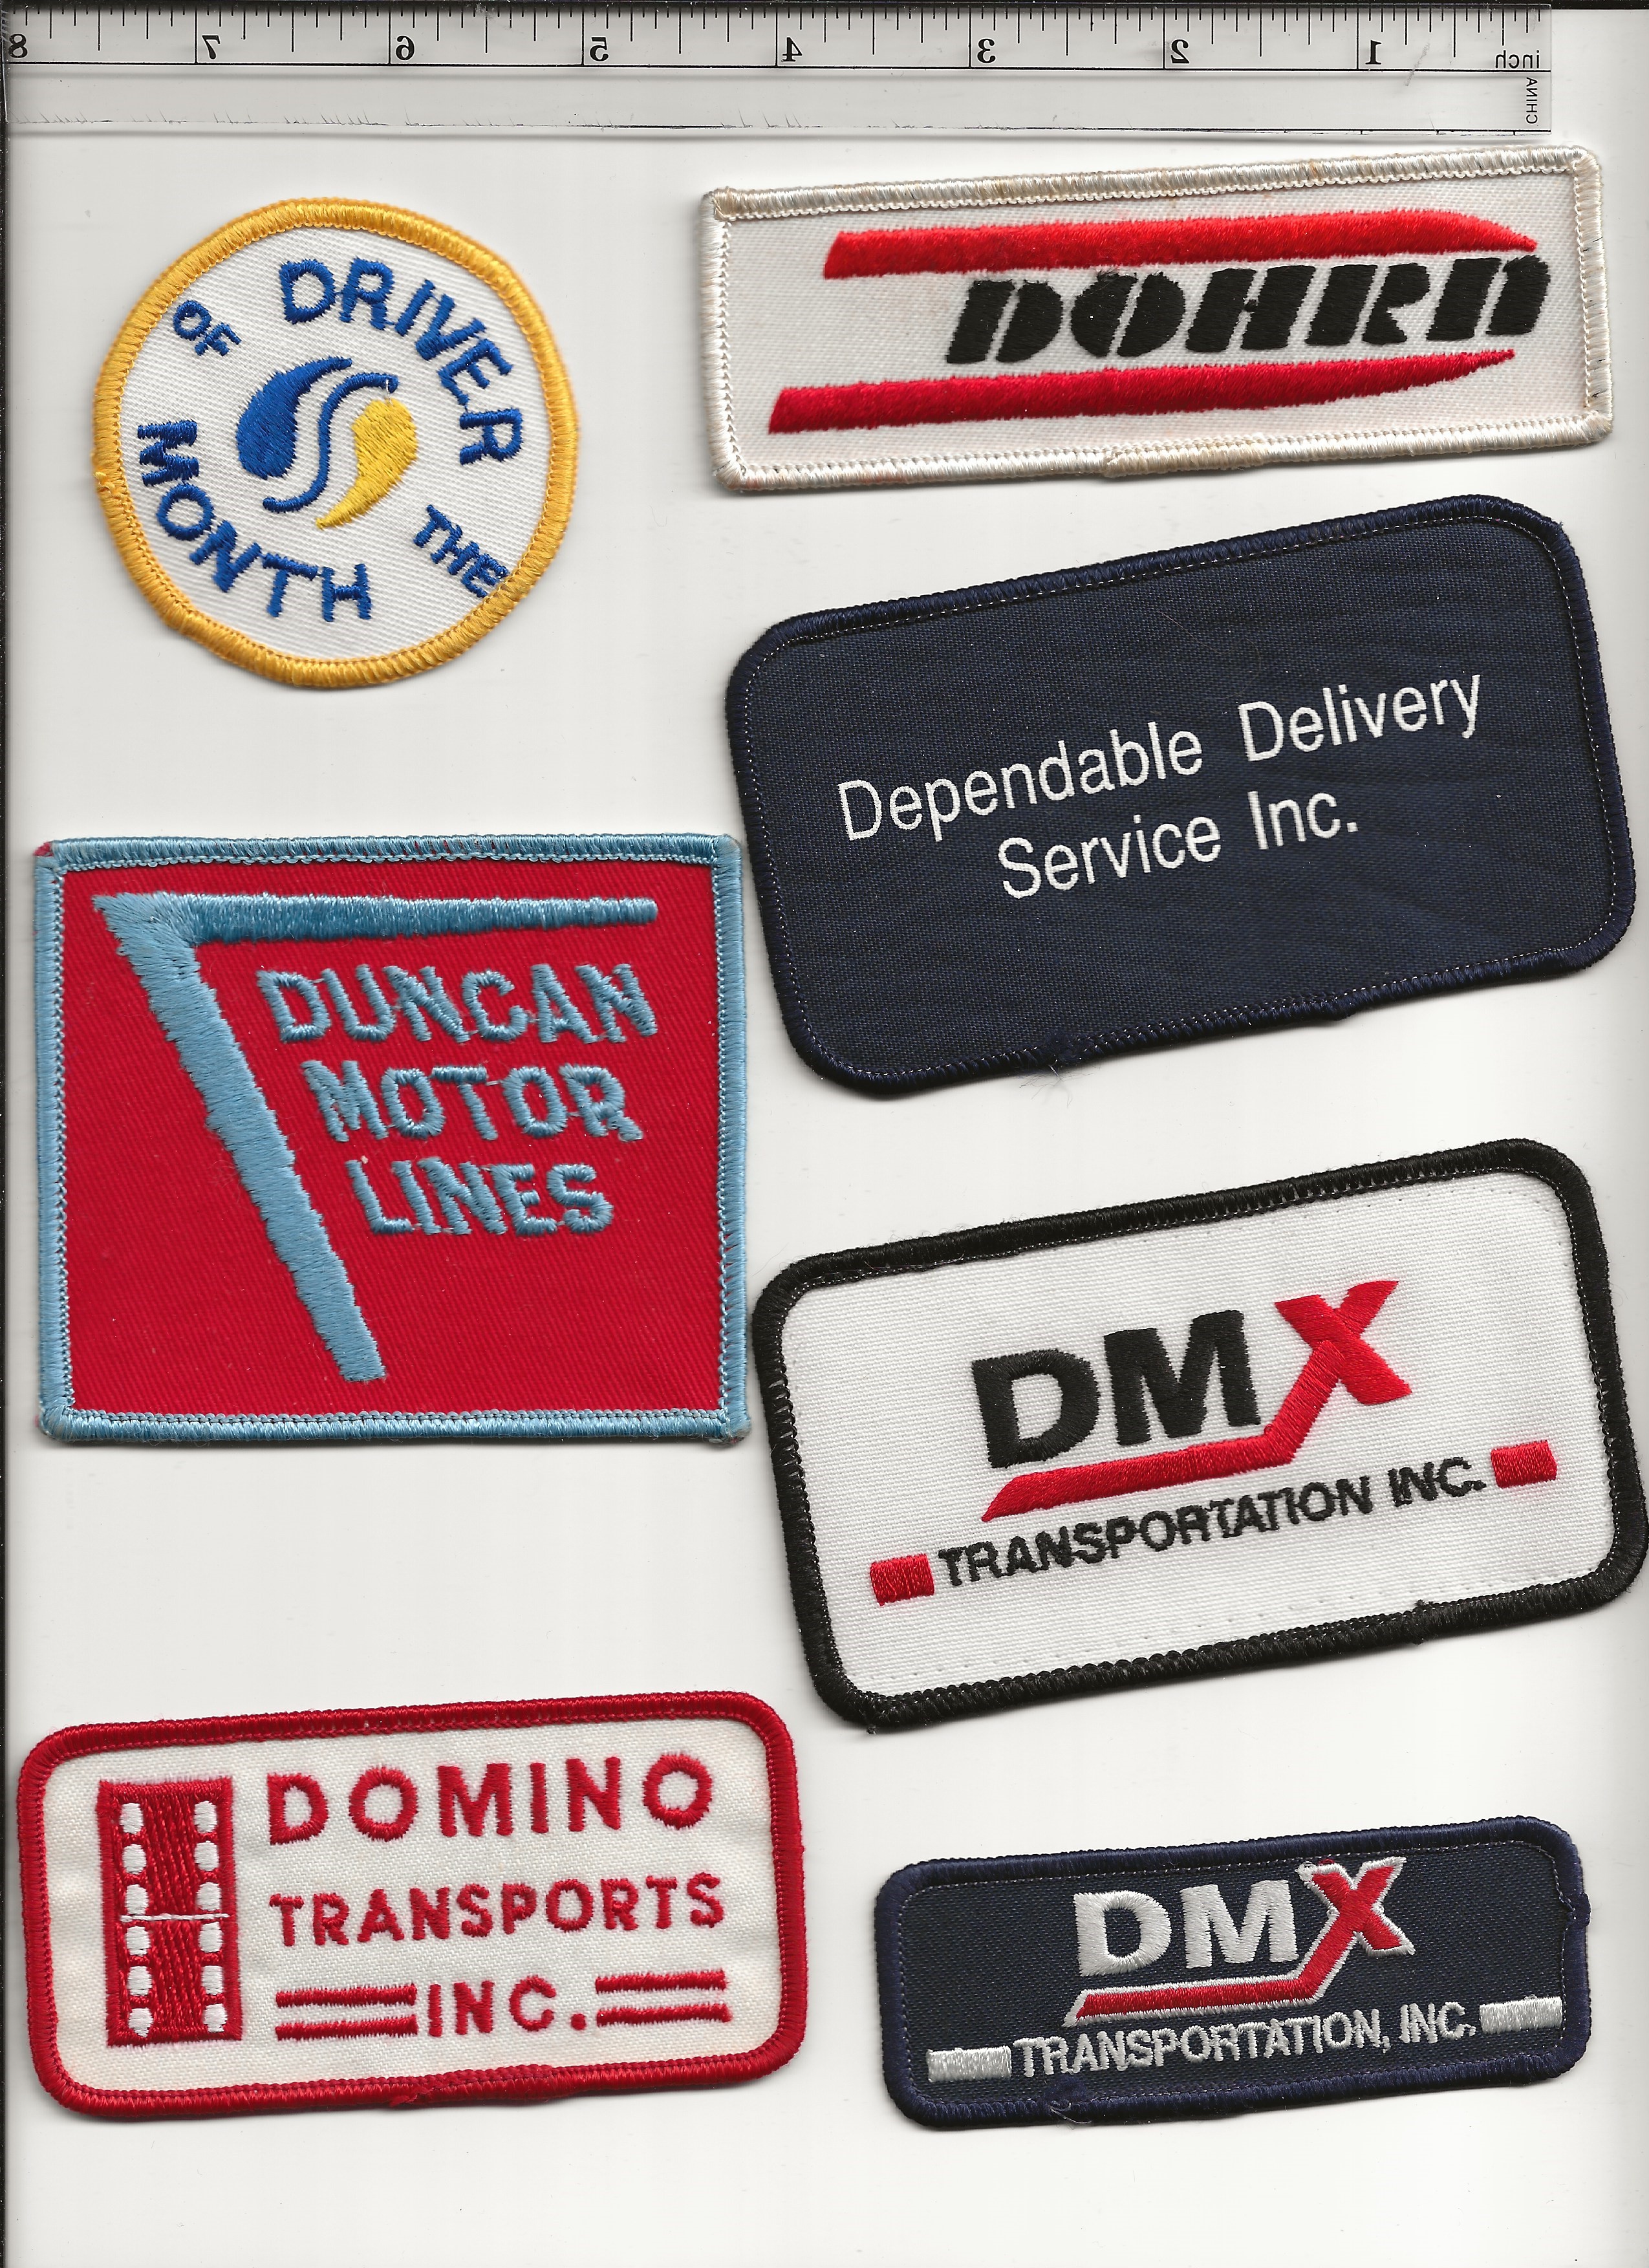 8 7 6 5 4 3 2 1 inch
CHINA
DRIVER
OF THE
MONTH
DOHRN
Dependable Delivery
Service Inc.
DUNCAN
MOTOR
LINES
DMX
TRANSPORTATION INC.
DOMINO
TRANSPORTS
INC.
DMX
TRANSPORTATION, INC.